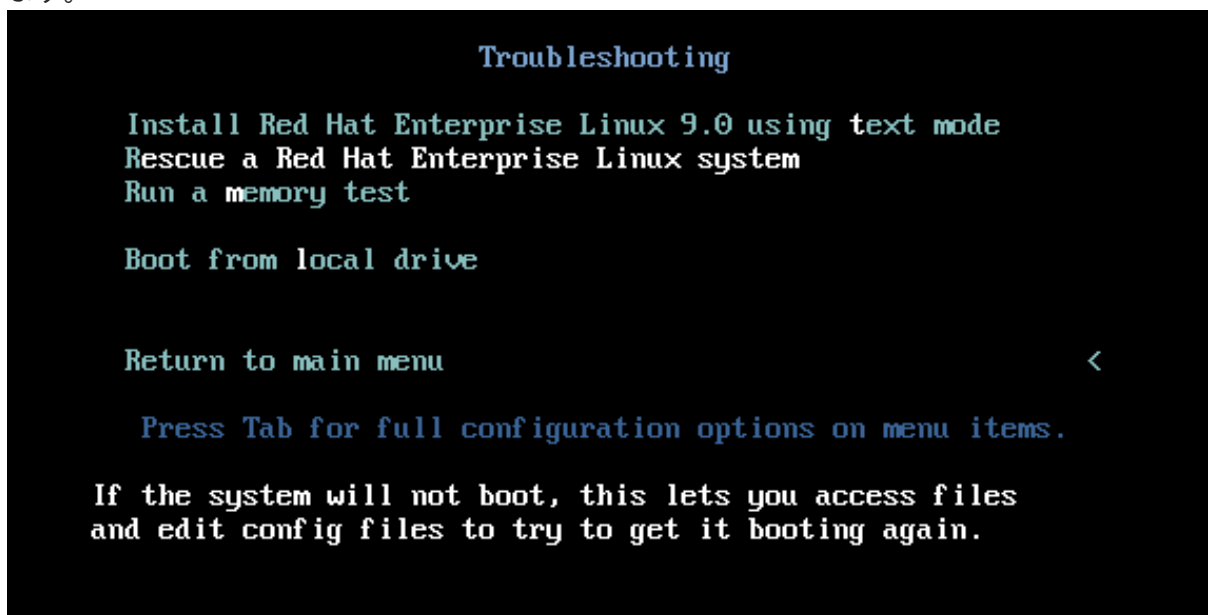 ます。
Troubleshooting
Install Red Hat Enterprise Linux 9.0 using text mode
Rescue a Red Hat Enterprise Linux system
Run a memory test
Boot from local drive
Return to main menu <
Press Tab for full configuration options on menu items.
If the system will not boot, this lets you access files
and edit config files to try to get it booting again.